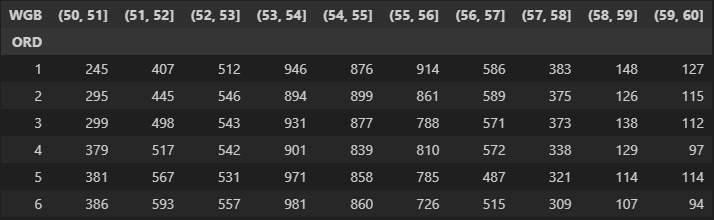 WGB (50, 51] (51, 52] (52, 53] (53, 54] (54, 55] (55, 56] (56, 57] (57, 58] (58, 59] (59, 60]
ORD
1 245 407 512 946 876 914 586 383 148 127
2 295 445 546 894 899 861 589 375 126 115
3 299 498 543 931 877 788 571 373 138 112
4 379 517 542 901 839 810 572 338 129 97
5 381 567 531 971 858 785 487 321 114 114
6 386 593 557 981 860 726 515 309 107 94